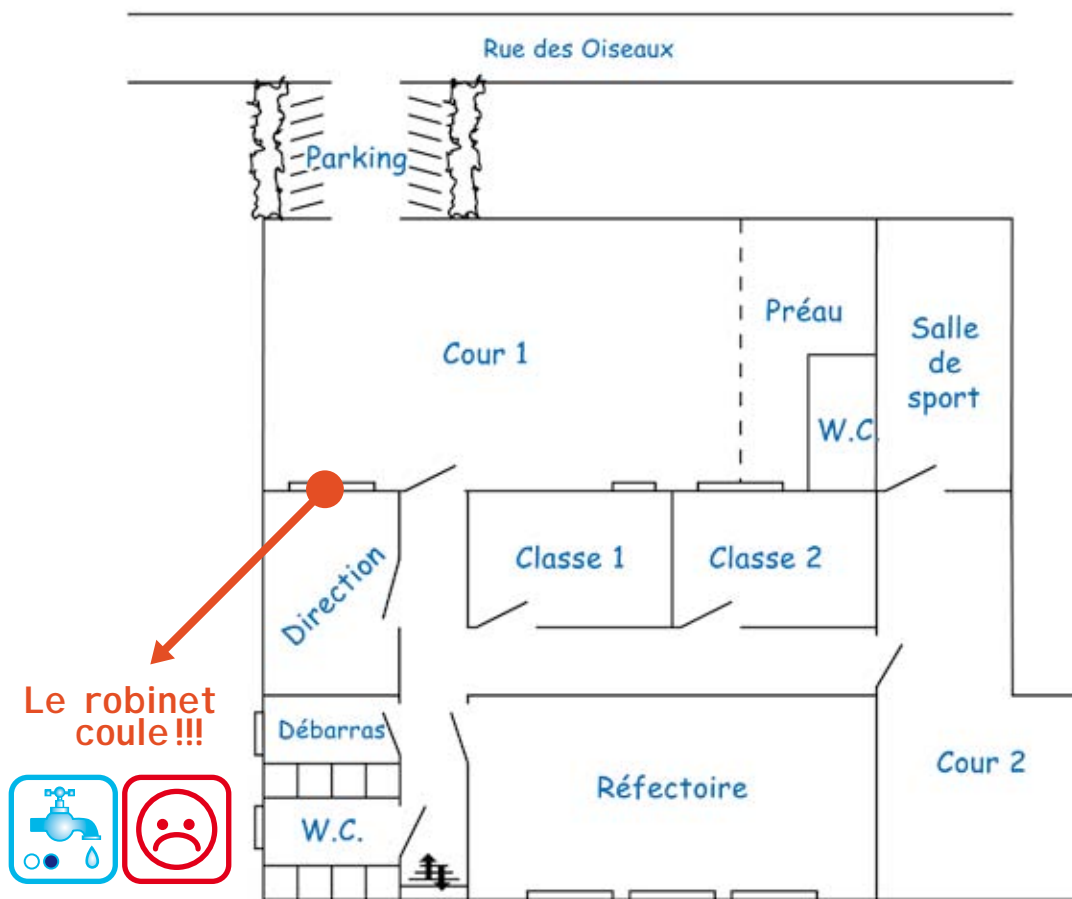 Rue des Oiseaux
Parking
Préau
Cour 1
Salle
de
sport
W.C.
Classe 1
Classe 2
Direction
Le robinet
coule !!!
Débarras
Cour 2
Réfectoire
W.C.